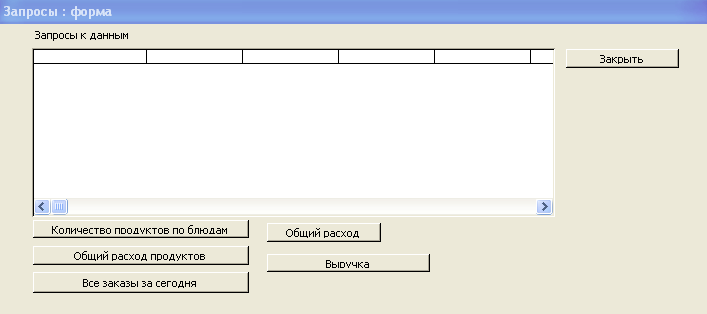 Запросы : форма
Запросы к данным
Закрыть
Количество продуктов по блюдам
Общий расход
Общий расход продуктов
Выручка
Все заказы за сегодня